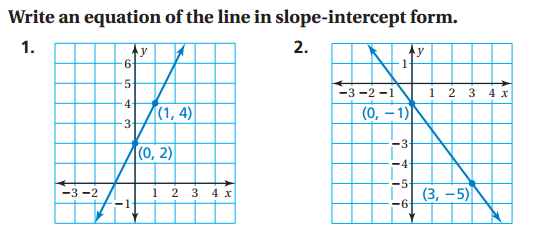 Write an equation of the line in slope-intercept form.
1.
y
6
5
4
3
(1, 4)
(0, 2)
−3 −2
1 2 3 4 x
−1
2.
y
1
−3 −2 −1
1 2 3 4 x
(0, −1)
−3
−4
−5
(3, −5)
−6